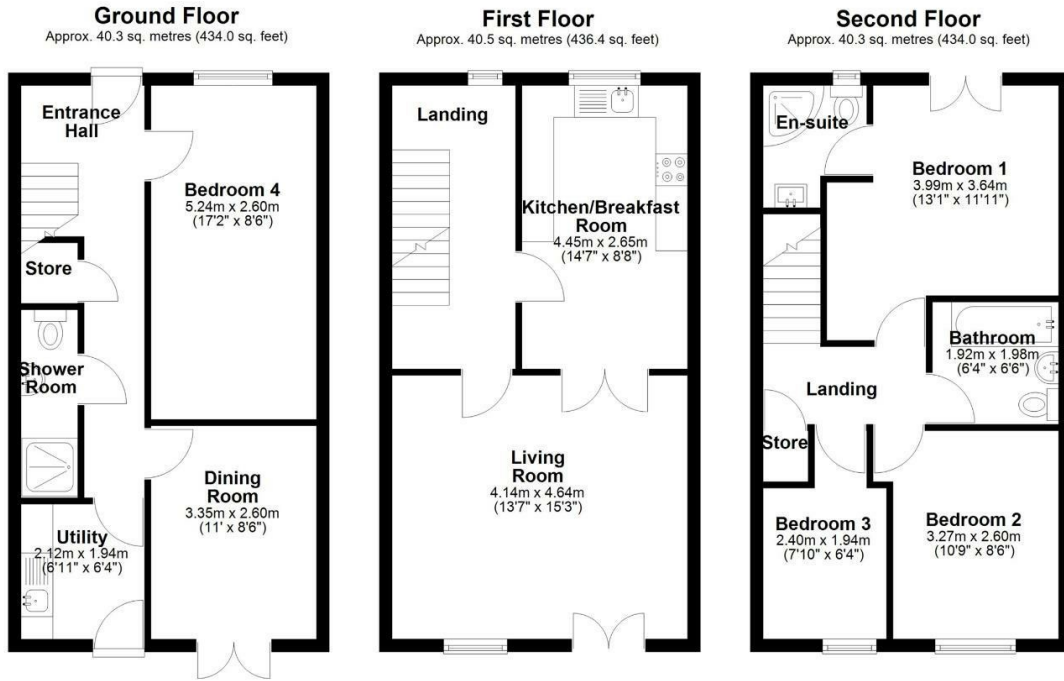 Ground Floor
Approx. 40.3 sq. metres (434.0 sq. feet)
Entrance
Hall
Bedroom 4
5.24m x 2.60m
(17'2" x 8'6")
Store
Shower
Room
Dining
Room
3.35m x 2.60m
(11' x 8'6")
Utility
2.12m x 1.94m
(6'11" x 6'4")
First Floor
Approx. 40.5 sq. metres (436.4 sq. feet)
Landing
Kitchen/Breakfast
Room
4.45m x 2.65m
(14'7" x 8'8")
Living
Room
4.14m x 4.64m
(13'7" x 15'3")
Second Floor
Approx. 40.3 sq. metres (434.0 sq. feet)
En-suite
Bedroom 1
3.99m x 3.64m
(13'1" x 11'11")
Bathroom
1.92m x 1.98m
(6'4" x 6'6")
Landing
Store
Bedroom 3
2.40m x 1.94m
(7'10" x 6'4")
Bedroom 2
3.27m x 2.60m
(10'9" x 8'6")